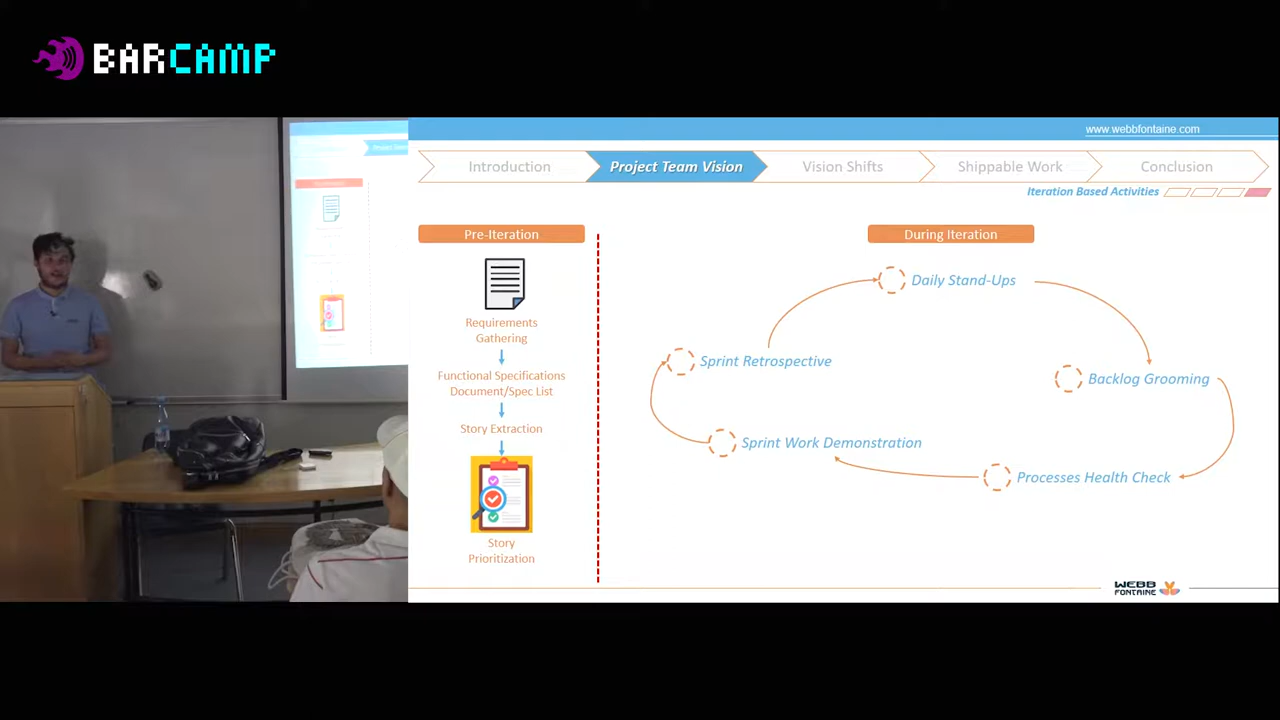 BARCAMP
www.webbfontaine.com
Introduction
Project Team Vision
Vision Shifts
Shippable Work
Conclusion
Iteration Based Activities
Pre-Iteration
During Iteration
Requirements
Gathering
Functional Specifications
Document/Spec List
Story Extraction
Story
Prioritization
Daily Stand-Ups
Backlog Grooming
Processes Health Check
Sprint Work Demonstration
Sprint Retrospective
WEBB
FONTAINE